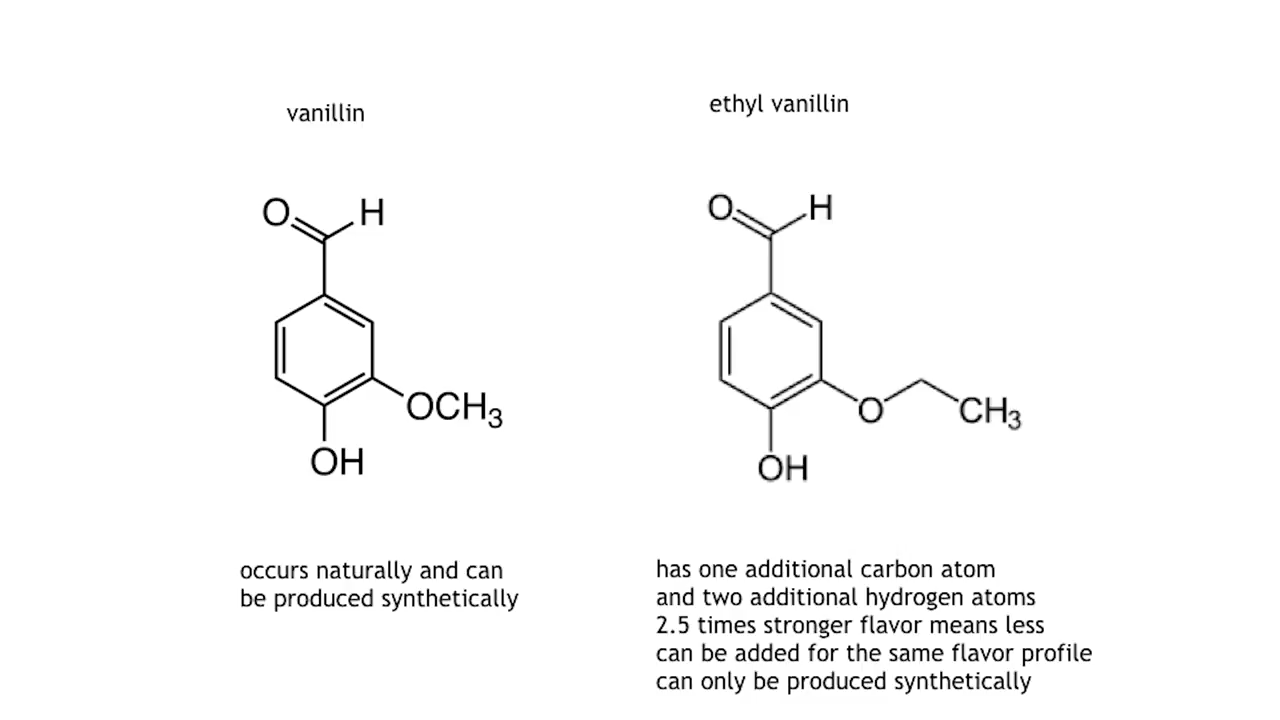 vanillin
ethyl vanillin
O H
OCH3
OH
O H
O CH3
OH
occurs naturally and can
be produced synthetically
has one additional carbon atom
and two additional hydrogen atoms
2.5 times stronger flavor means less
can be added for the same flavor profile
can only be produced synthetically